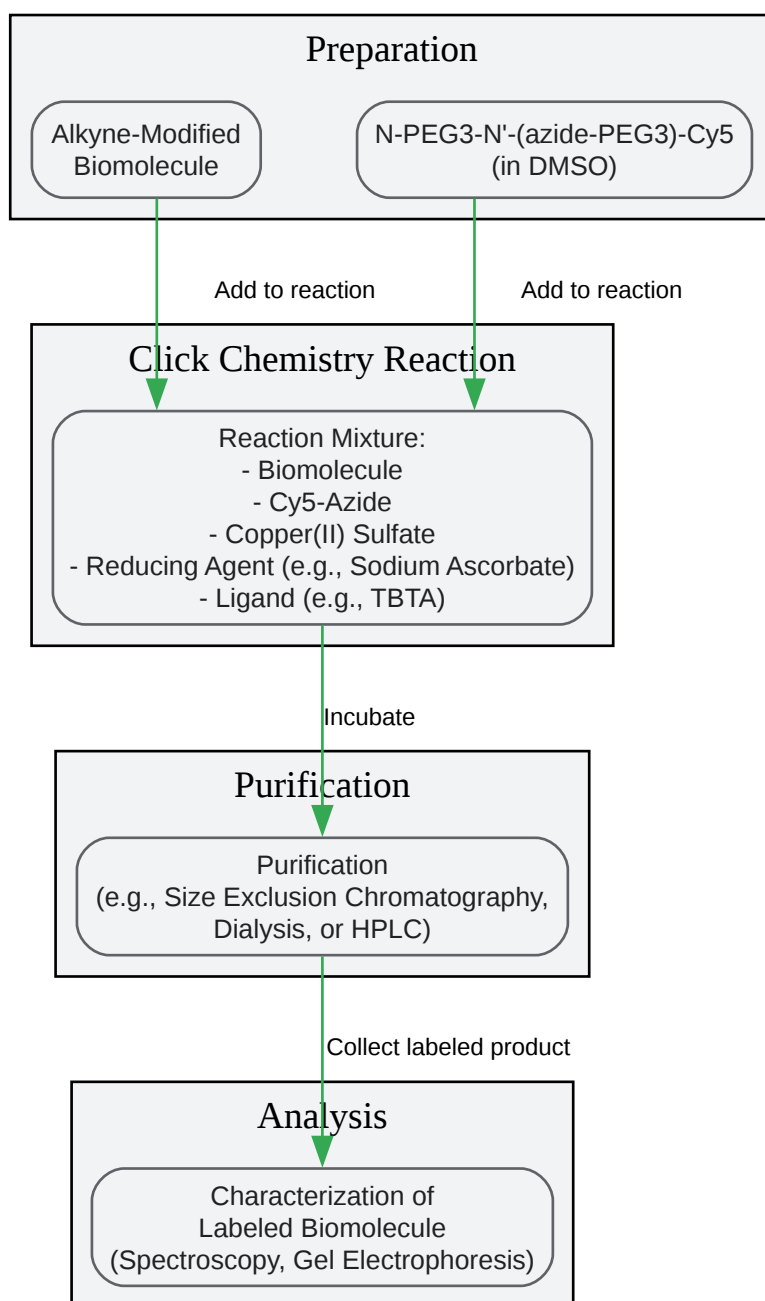 Preparation
Alkyne-Modified
Biomolecule
N-PEG3-N'-(azide-PEG3)-Cy5
(in DMSO)
Add to reaction
Add to reaction
Click Chemistry Reaction
Reaction Mixture:
- Biomolecule
- Cy5-Azide
- Copper(II) Sulfate
- Reducing Agent (e.g., Sodium Ascorbate)
- Ligand (e.g., TBTA)
Incubate
Purification
Purification
(e.g., Size Exclusion Chromatography,
Dialysis, or HPLC)
Collect labeled product
Analysis
Characterization of
Labeled Biomolecule
(Spectroscopy, Gel Electrophoresis)